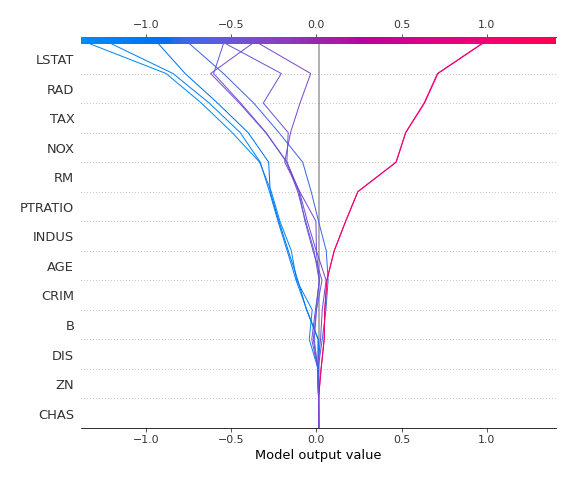 −1.0 −0.5 0.0 0.5 1.0
LSTAT
RAD
TAX
NOX
RM
PTRATIO
INDUS
AGE
CRIM
B
DIS
ZN
CHAS
−1.0 −0.5 0.0 0.5 1.0
Model output value